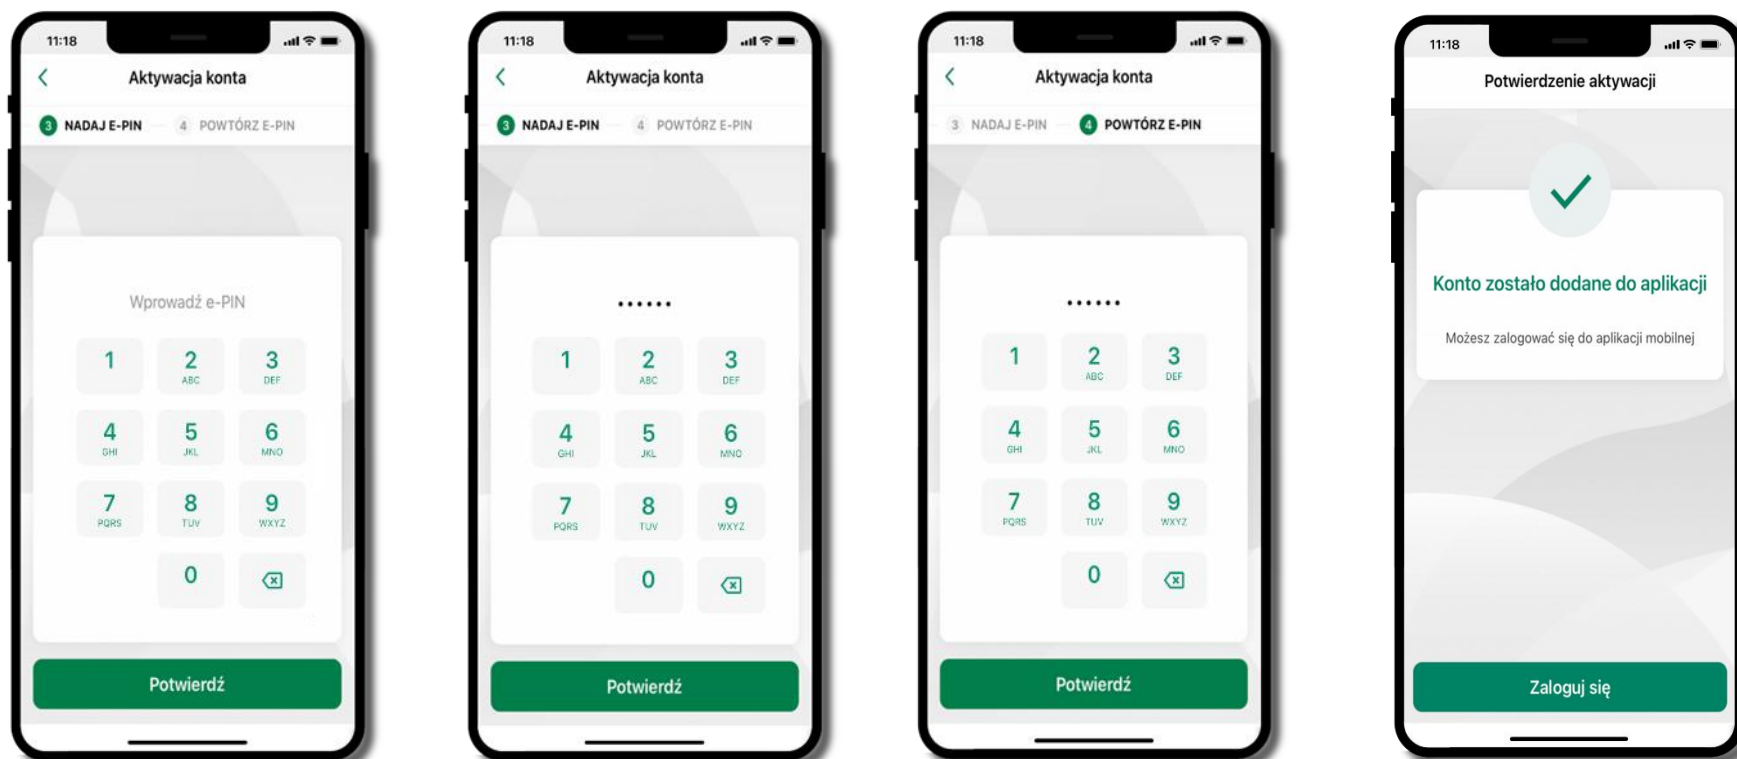 11:18
Aktywacja konta
3 NADAJ E-PIN 4 POWTÓRZ E-PIN
Wprowadź e-PIN
1 2 3
ABC DEF
4 5 6
GHI JKL MNO
7 8 9
PQRS TUV WXYZ
0
Potwierdź
11:18
Aktywacja konta
3 NADAJ E-PIN 4 POWTÓRZ E-PIN
••••••
1 2 3
ABC DEF
4 5 6
GHI JKL MNO
7 8 9
PQRS TUV WXYZ
0
Potwierdź
11:18
Aktywacja konta
3 NADAJ E-PIN 4 POWTÓRZ E-PIN
••••••
1 2 3
ABC DEF
4 5 6
GHI JKL MNO
7 8 9
PQRS TUV WXYZ
0
Potwierdź
11:18
Potwierdzenie aktywacji
Konto zostało dodane do aplikacji
Możesz zalogować się do aplikacji mobilnej
Zaloguj się